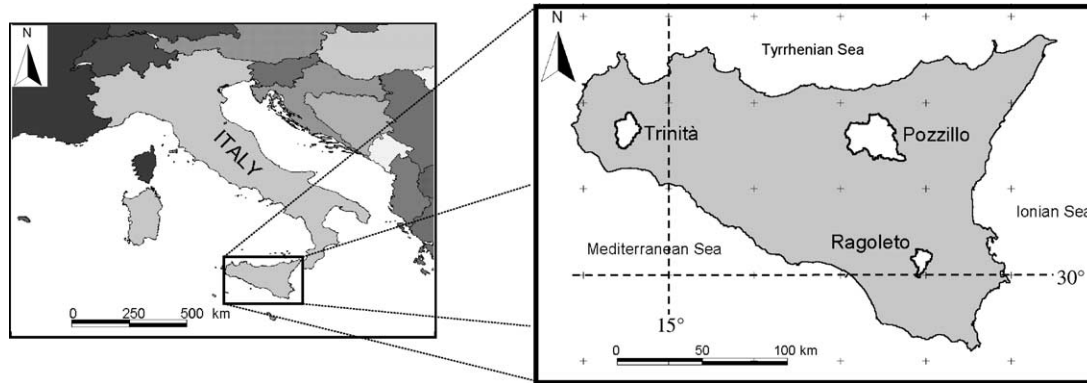 N
ITALY
0 250 500 km
N
Tyrrhenian Sea
Trinità
Pozzillo
Ionian Sea
Ragoleto
Mediterranean Sea
30°
15°
0 50 100 km